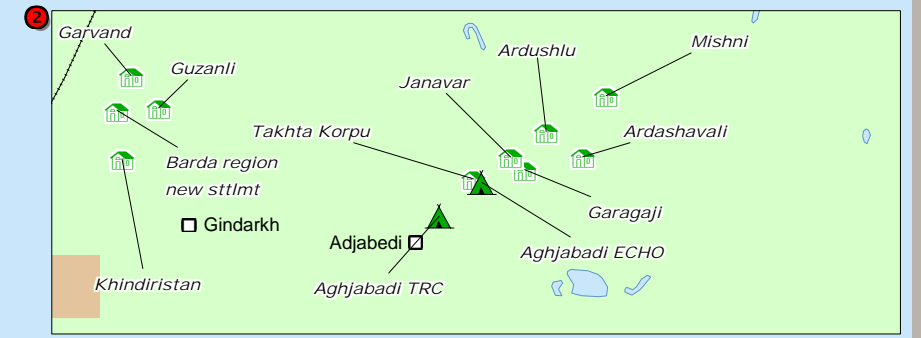 2
Garvand
Guzanli
Ardushlu
Mishni
Janavar
Takhta Korpu
Ardashavali
Barda region
new sttlmt
Garagaji
Gindarkh
Adjabedi
Aghjabadi ECHO
Khindiristan
Aghjabadi TRC